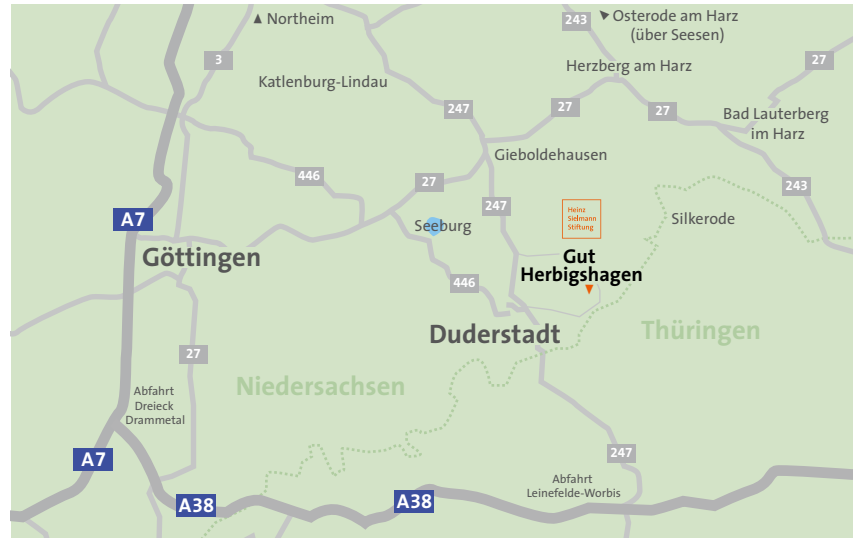 Northeim
243
Osterode am Harz
(über Seesen)
3
Katlenburg-Lindau
Herzberg am Harz
27
247
27
27
Bad Lauterberg
im Harz
Gieboldehausen
446
27
243
247
Heinz
Sielmann
Stiftung
A7
Seeburg
Silkerode
Göttingen
Gut
Herbigshagen
446
Duderstadt
Thüringen
27
Niedersachsen
Abfahrt
Dreieck
Drammetal
A7
247
Abfahrt
Leinefelde-Worbis
A38
A38